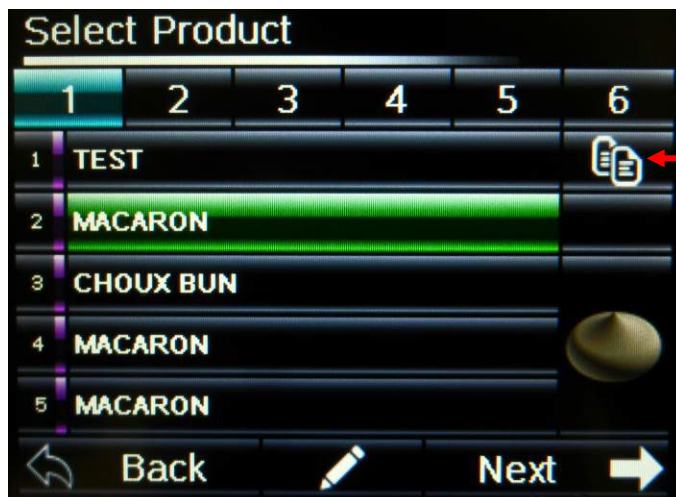 Select Product
1 2 3 4 5 6
1 TEST
2 MACARON
3 CHOUX BUN
4 MACARON
5 MACARON
Back Next